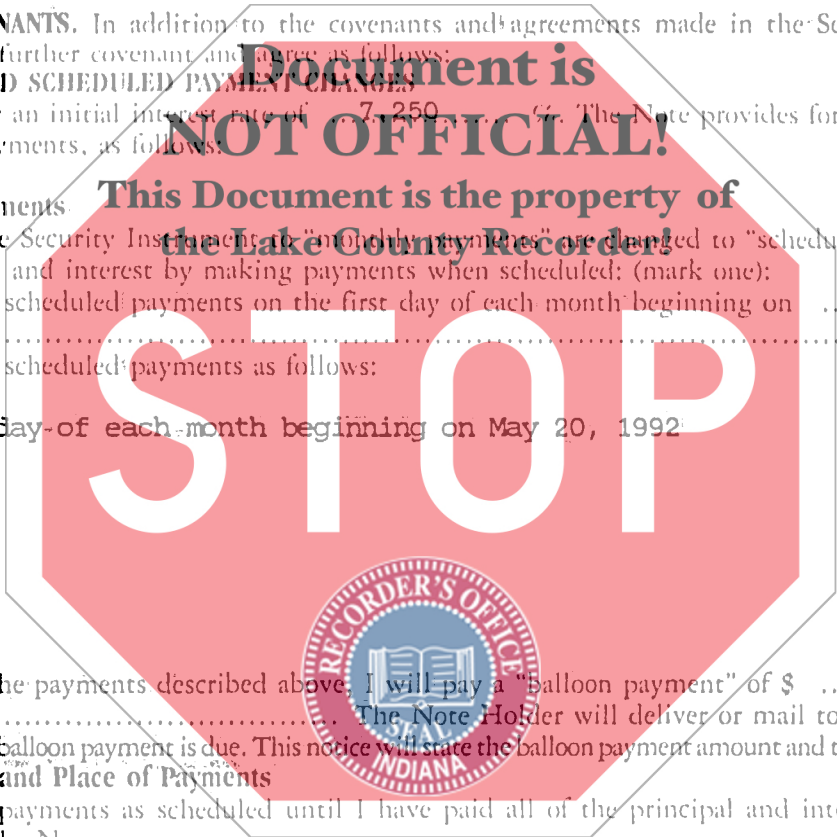 NANTS. In addition to the covenants and agreements made in the Se
further covenant and agree as follows:
Document is
D SCHEDULED PAYMENT CHANGES
an initial interest rate of ...7.250...... %. The Note provides for
NOT OFFICIAL!
ments, as follows:
This Document is the property of
ments
the Lake County Recorder!
Security Instrument to "monthly payments" are changed to "schedu
and interest by making payments when scheduled: (mark one):
scheduled payments on the first day of each month beginning on ..
scheduled payments as follows:
STOP
day of each month beginning on May 20, 1992
RECORDER'S OFFICE
SEAL
INDIANA
he payments described above, I will pay a "balloon payment" of $ ..
The Note Holder will deliver or mail to
balloon payment is due. This notice will state the balloon payment amount and t
and Place of Payments
payments as scheduled until I have paid all of the principal and inte